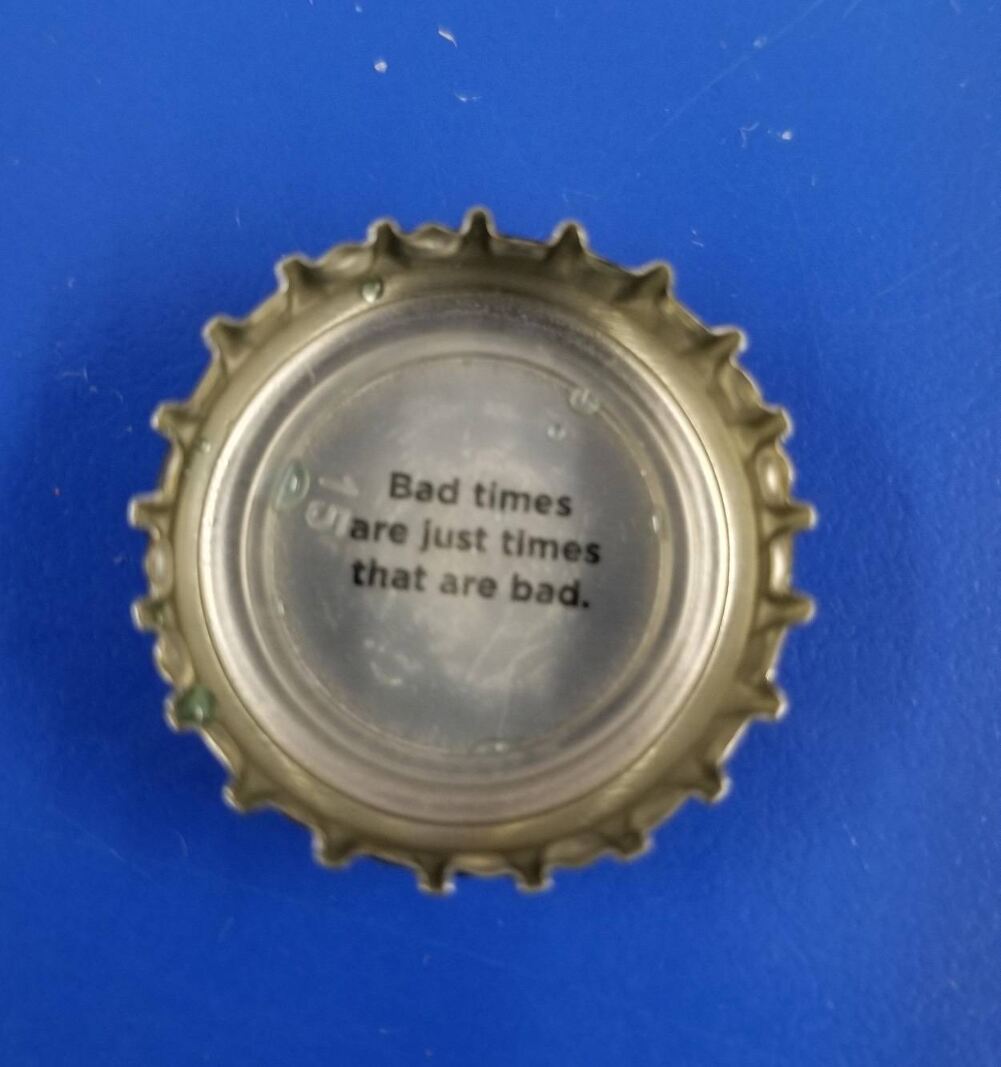 Bad times
are just times
that are bad.